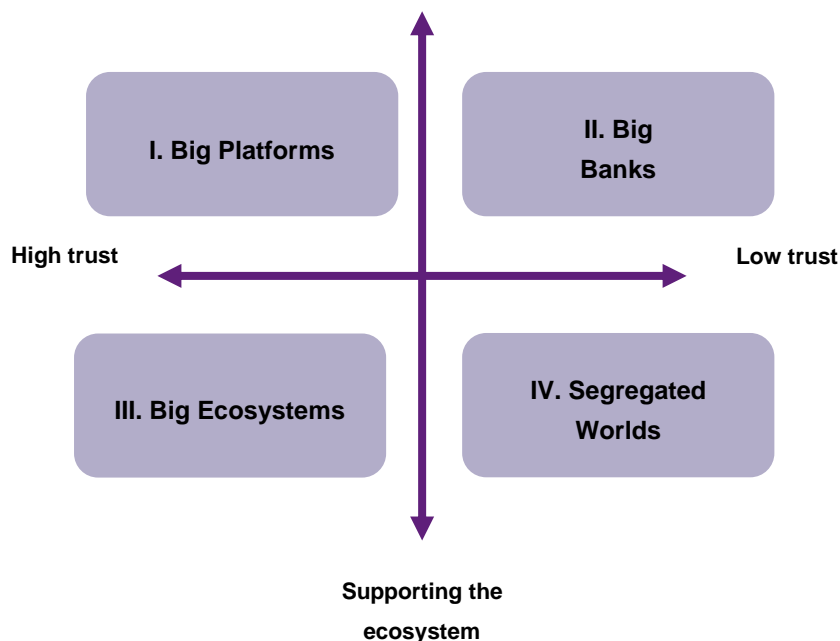 I. Big Platforms
II. Big
Banks
High trust
Low trust
III. Big Ecosystems
IV. Segregated
Worlds
Supporting the
ecosystem